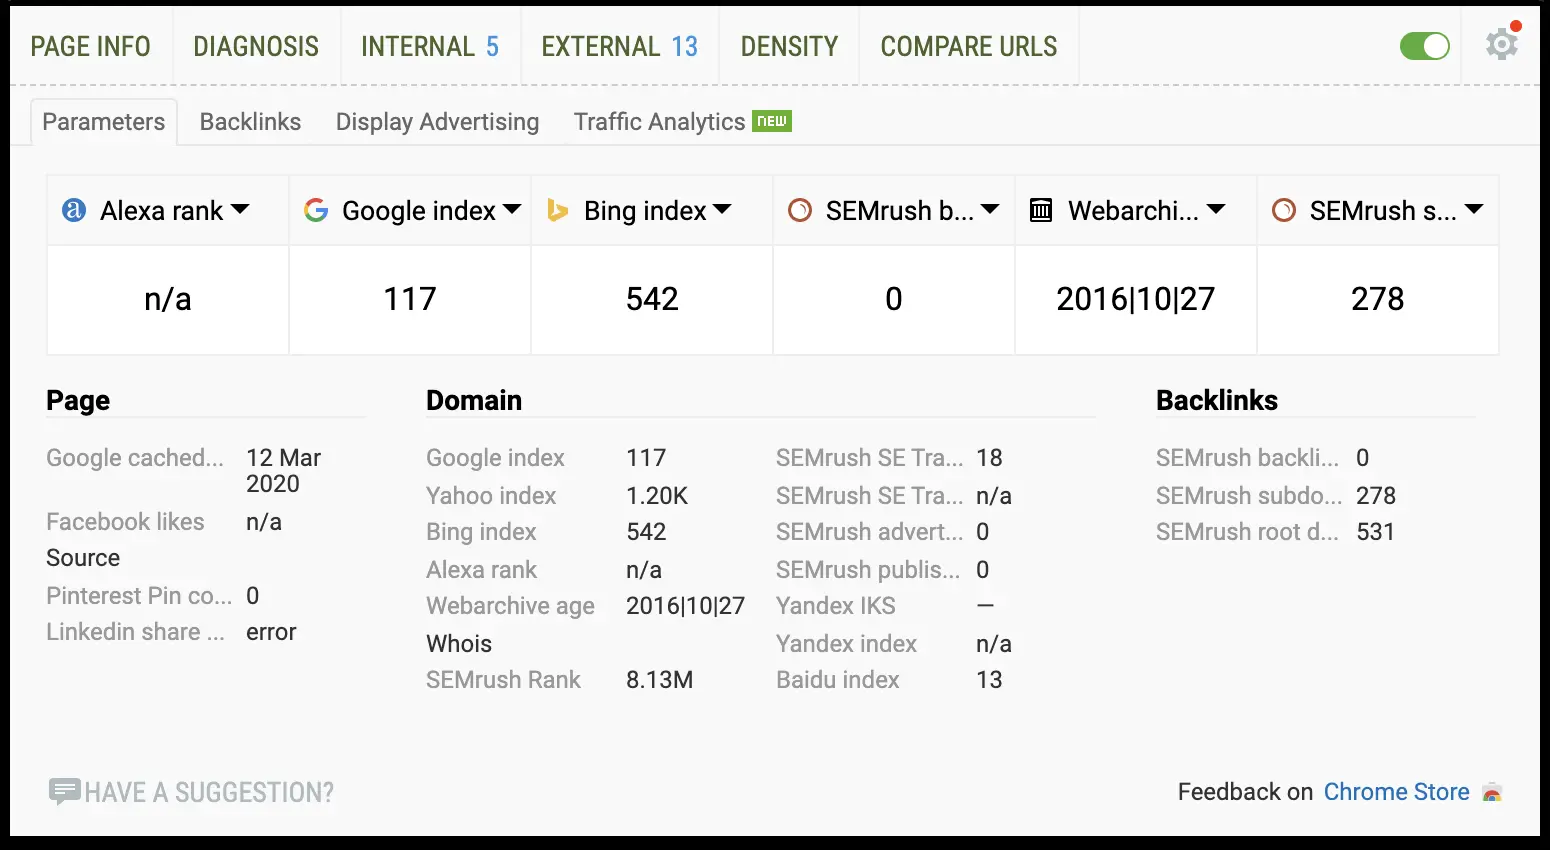 PAGE INFO DIAGNOSIS INTERNAL 5 EXTERNAL 13 DENSITY COMPARE URLS
Parameters Backlinks Display Advertising Traffic Analytics NEW
Alexa rank Google index Bing index SEMrush b... Webarchi... SEMrush s...
n/a 117 542 0 2016|10|27 278
Page
Google cached... 12 Mar
2020
Facebook likes n/a
Source
Pinterest Pin co... 0
Linkedin share ... error
Domain
Google index 117
Yahoo index 1.20K
Bing index 542
Alexa rank n/a
Webarchive age 2016|10|27
Whois
SEMrush Rank 8.13M
SEMrush SE Tra... 18
SEMrush SE Tra... n/a
SEMrush advert... 0
SEMrush publis... 0
Yandex IKS —
Yandex index n/a
Baidu index 13
Backlinks
SEMrush backli... 0
SEMrush subdo... 278
SEMrush root d... 531
HAVE A SUGGESTION?
Feedback on Chrome Store